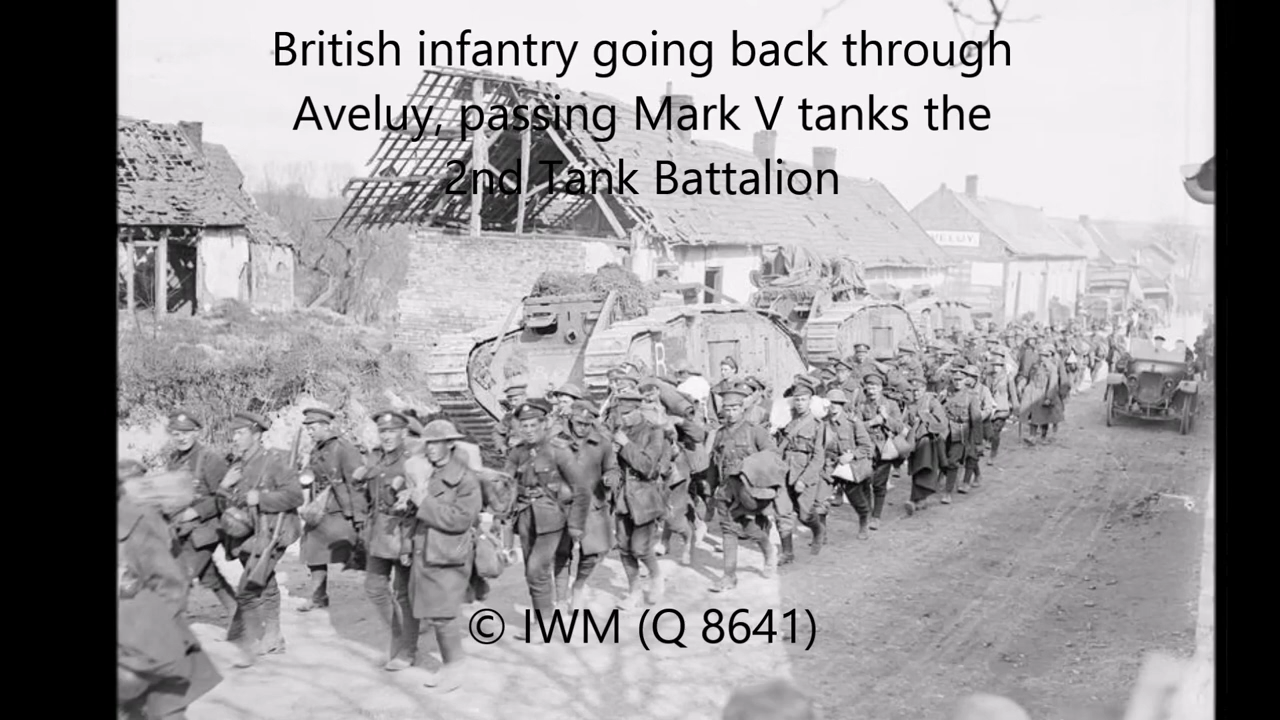 British infantry going back through
Aveluy, passing Mark V tanks the
2nd Tank Battalion
© IWM (Q 8641)